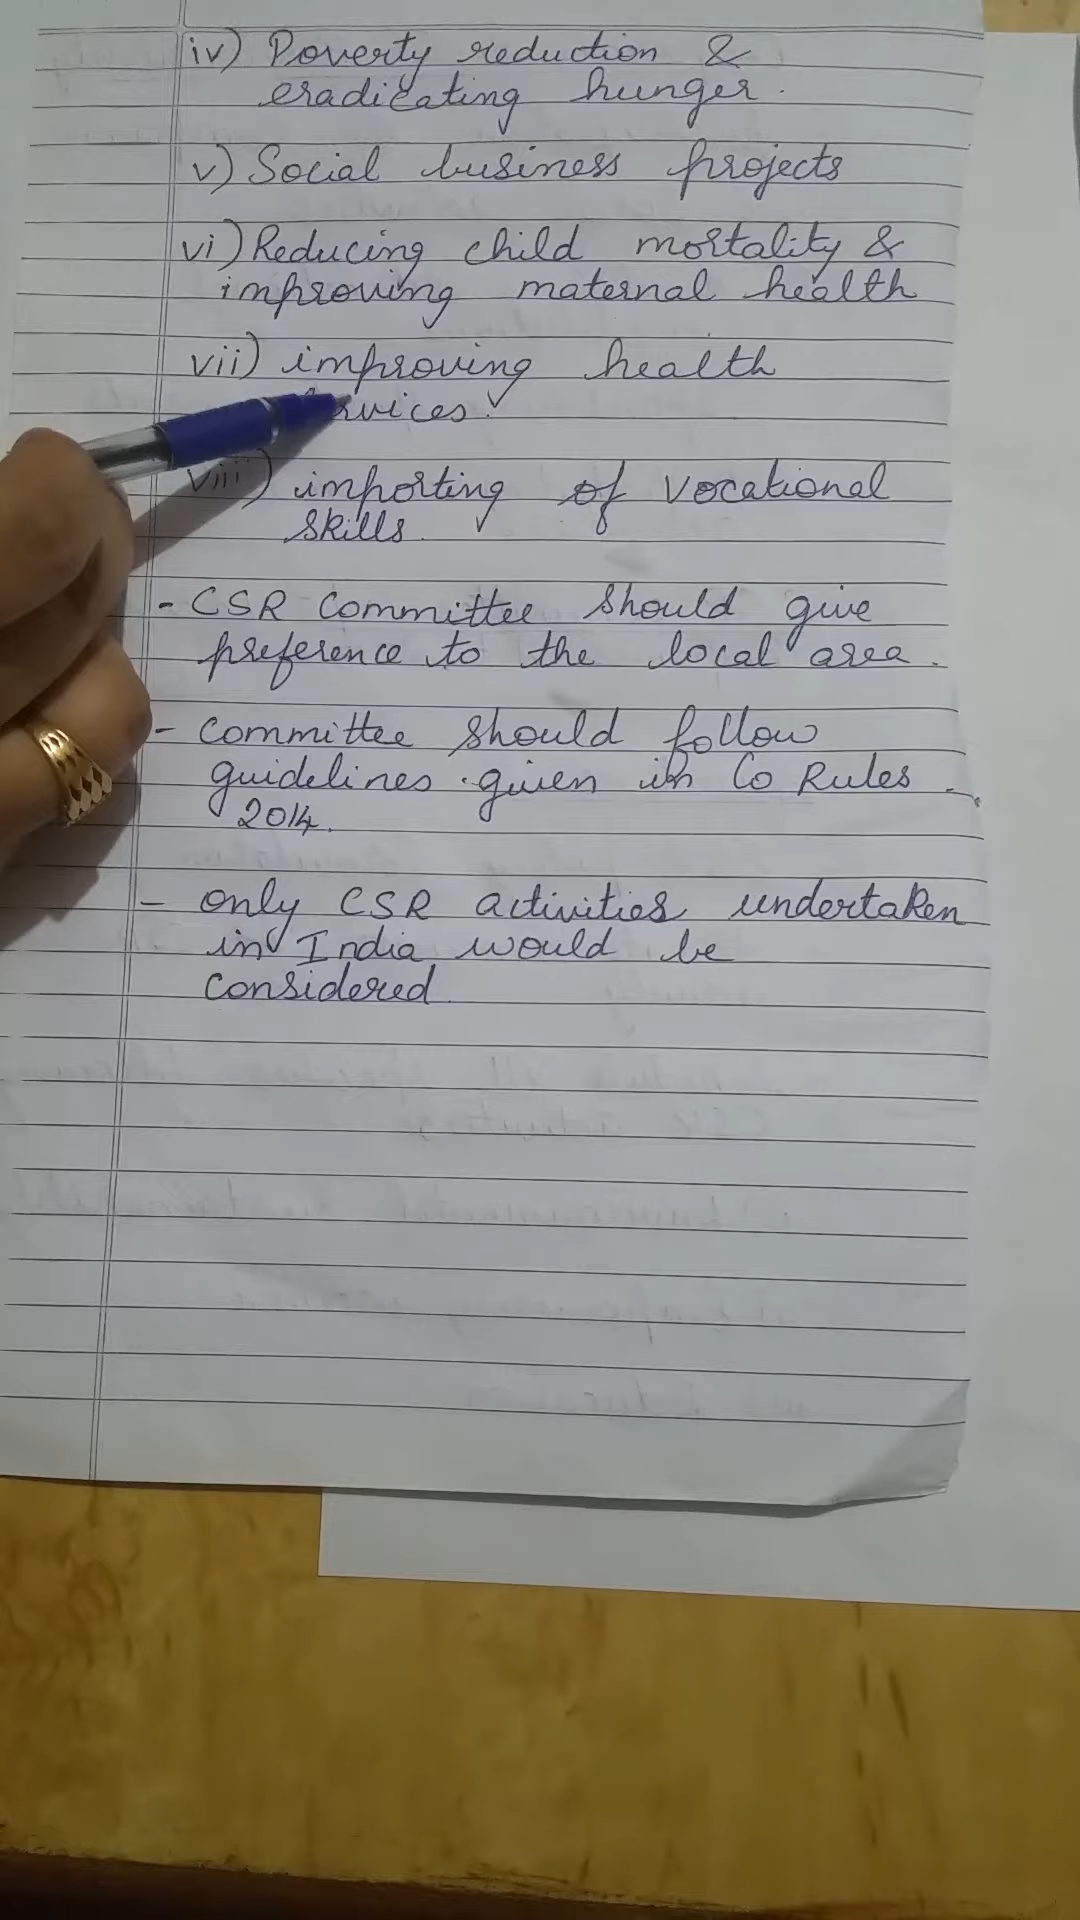 iv) Poverty reduction &
eradicating hunger.
v) Social business projects
vi) Reducing child mortality &
improving maternal health
vii) improving health
viii) importing of vocational
skills.
- CSR Committee should give
preference to the local area.
- Committee should follow
guidelines given in Co Rules
2014.
- only CSR activities undertaken
in India would be
considered